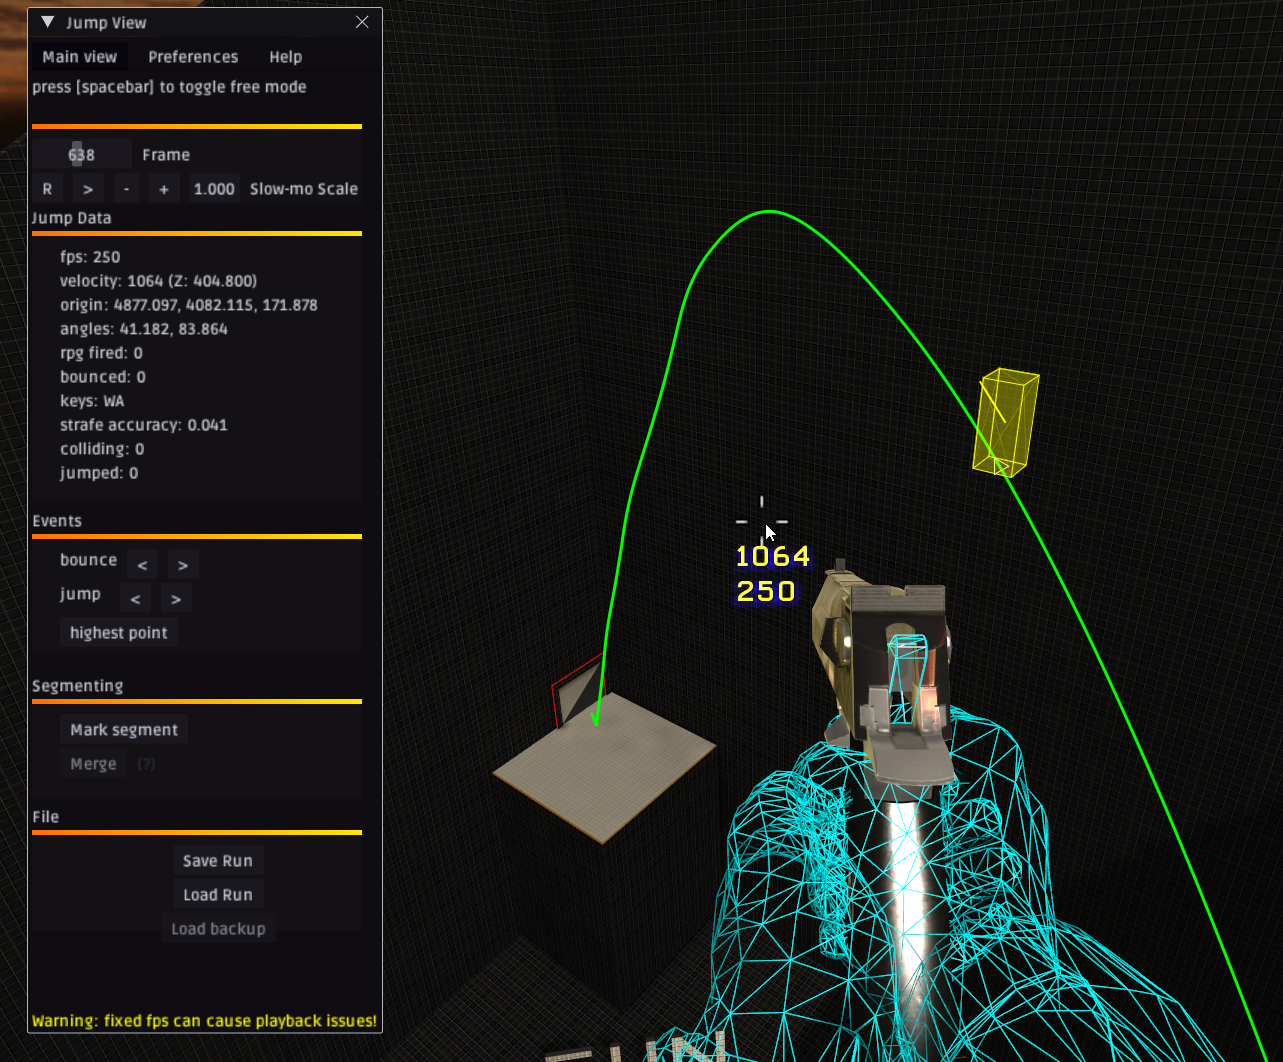 Jump View
Main view Preferences Help
press [spacebar] to toggle free mode
638 Frame
R > - + 1.000 Slow-mo Scale
Jump Data
fps: 250
velocity: 1064 (Z: 404.800)
origin: 4877.097, 4082.115, 171.878
angles: 41.182, 83.864
rpg fired: 0
bounced: 0
keys: WA
strafe accuracy: 0.041
colliding: 0
jumped: 0
Events
bounce < >
jump < >
highest point
Segmenting
Mark segment
Merge (?)
File
Save Run
Load Run
Load backup
Warning: fixed fps can cause playback issues!
1064
250